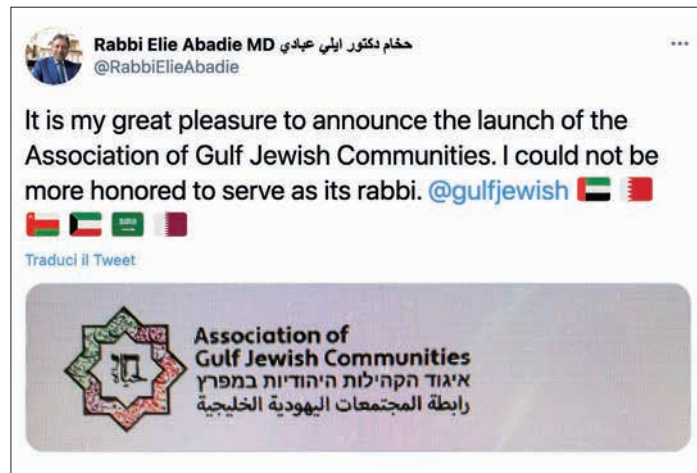 Rabbi Elie Abadie MD حخام دكتور ايلي عبادي
@RabbiElieAbadie
It is my great pleasure to announce the launch of the
Association of Gulf Jewish Communities. I could not be
more honored to serve as its rabbi. @gulfjewish 🇦🇪 🇧🇭
🇴🇲 🇰🇼 🇸🇦 🇶🇦
Traduci il Tweet
Association of
Gulf Jewish Communities
איגוד הקהילות היהודיות במפרץ
رابطة المجتمعات اليهودية الخليجية